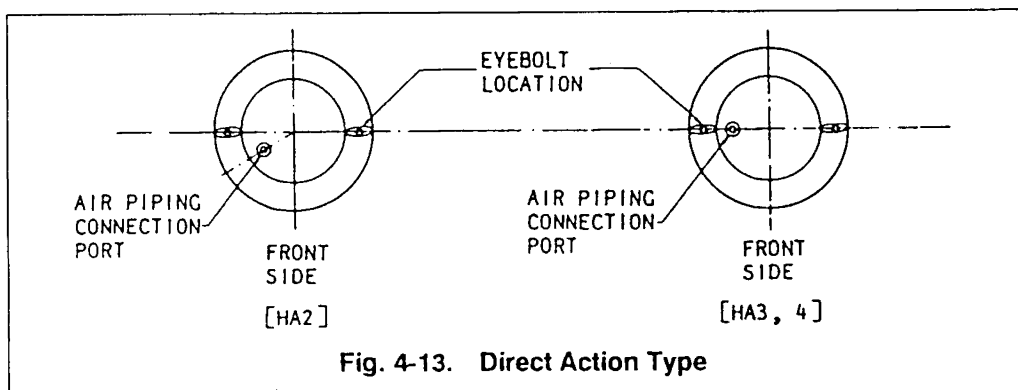 EYEBOLT
LOCATION
AIR PIPING
CONNECTION
PORT
FRONT
SIDE
[HA2]
AIR PIPING
CONNECTION
PORT
FRONT
SIDE
[HA3, 4]
Fig. 4-13. Direct Action Type